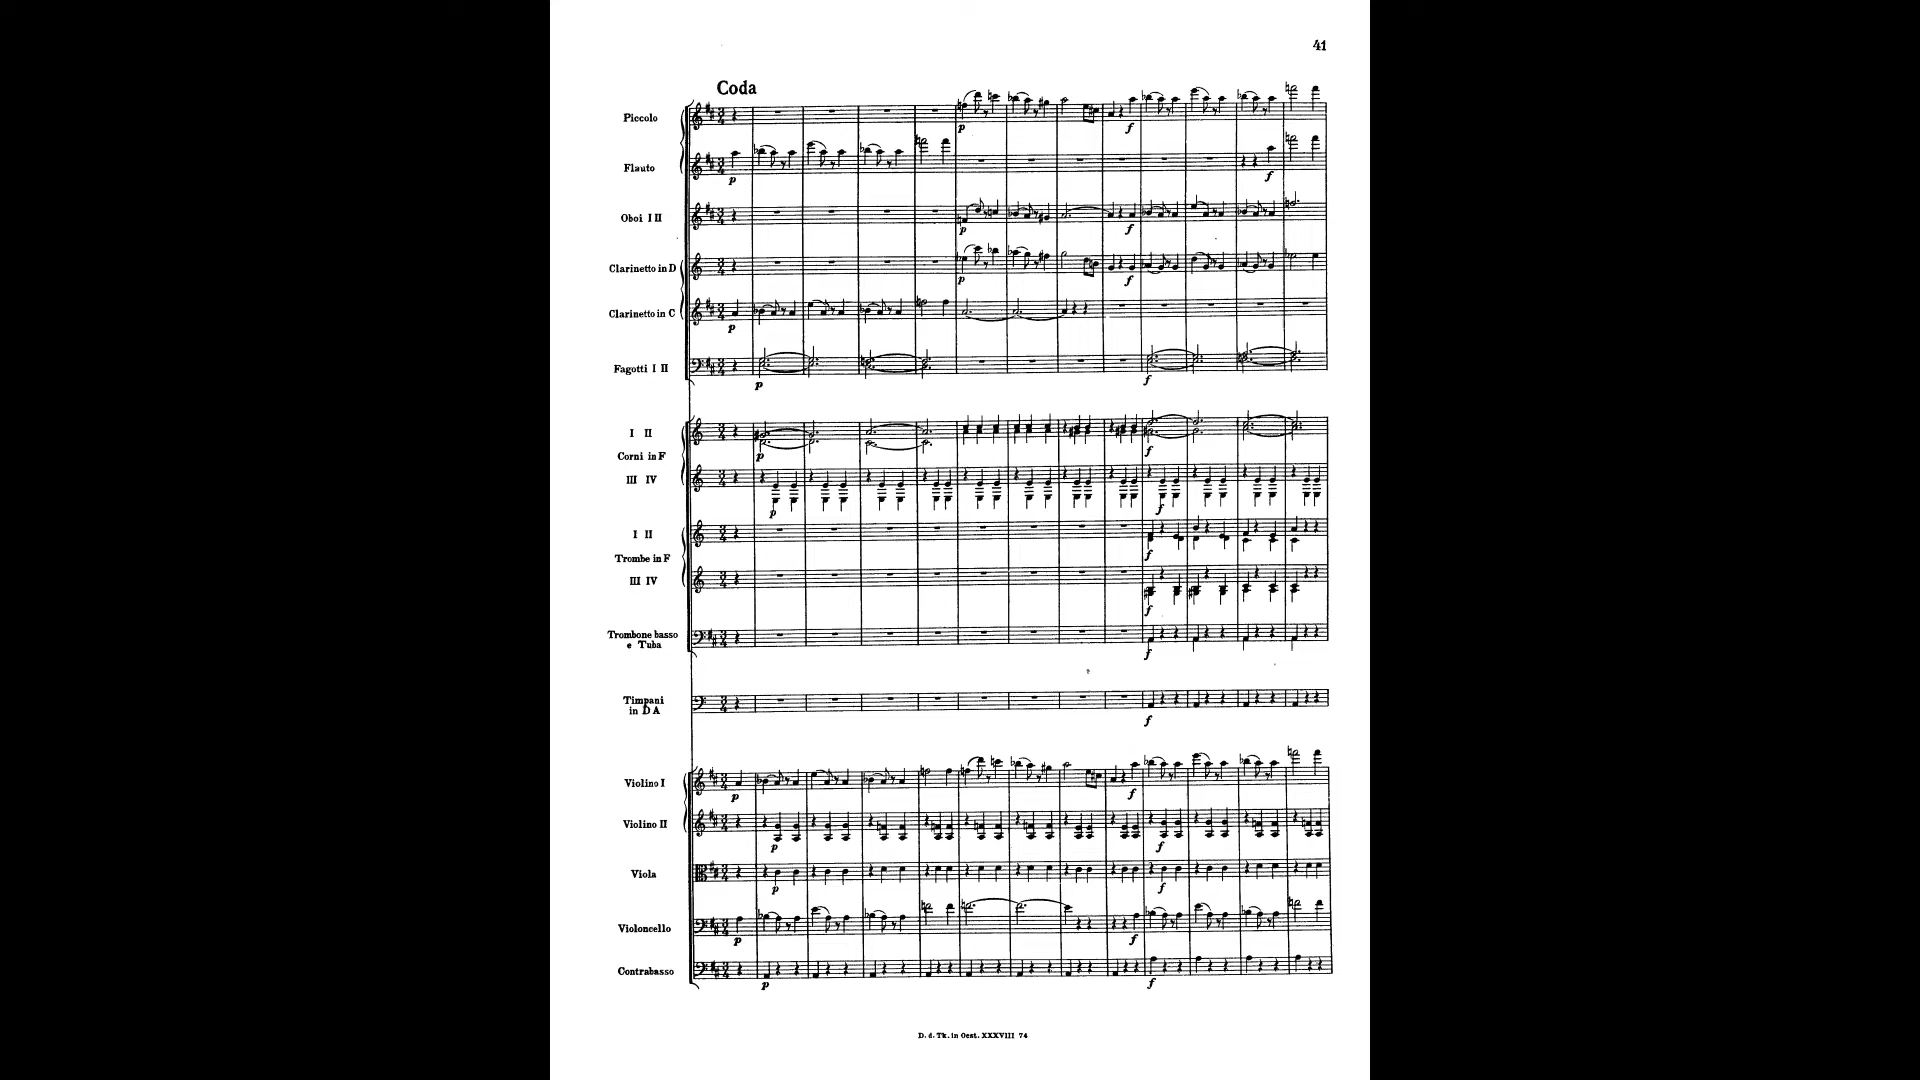 41
Coda
Piccolo
p
f
Flauto
p
f
Oboi I II
p
f
Clarinetto in D
p
f
Clarinetto in C
p
Fagotti I II
p
f
I II
Corni in F
p
f
III IV
p
f
I II
Trombe in F
f
III IV
f
Trombone basso
e Tuba
f
Timpani
in D A
f
Violino I
p
f
Violino II
p
f
Viola
p
f
Violoncello
p
f
Contrabasso
p
f
D. d. Tk. in Oest. XXXVIII 74